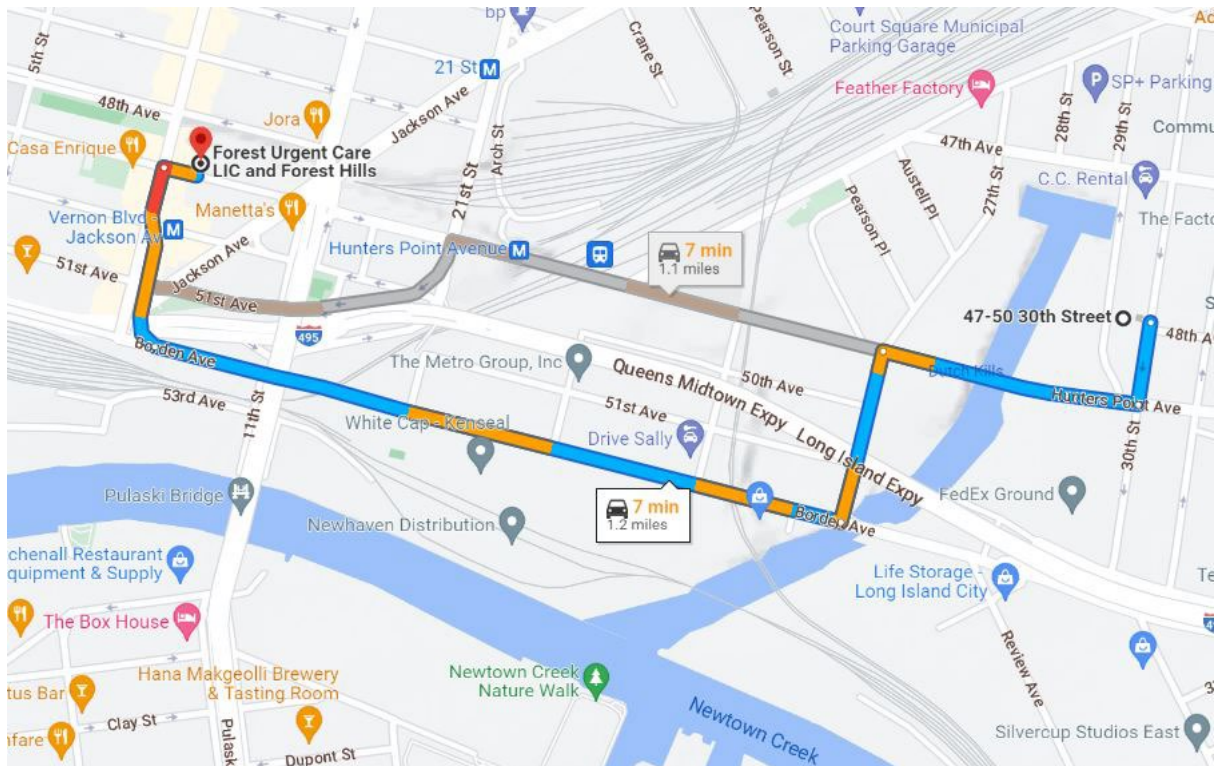 bp
Court Square Municipal
Parking Garage
5th St
Crane St
Pearson St
21 St
M
Feather Factory
P
SP+ Parking
48th Ave
Jora
Jackson Ave
28th St
29th St
Commu
Casa Enrique
Forest Urgent Care
LIC and Forest Hills
Arch St
47th Ave
Austell Pl
27th St
C.C. Rental
21st St
Pearson Pl
Manetta's
The Facto
Vernon Blvd
Jackson Av
M
Hunters Point Avenue
M
7 min
1.1 miles
51st Ave
Jackson Ave
51st Ave
47-50 30th Street
48th A
495
Borden Ave
The Metro Group, Inc
Queens Midtown Expy
50th Ave
Dutch Kills
Hunters Point Ave
53rd Ave
11th St
51st Ave
White Cap - Kenseal
Drive Sally
Long Island Expy
30th St
Pulaski Bridge
7 min
1.2 miles
Borden Ave
FedEx Ground
Newhaven Distribution
chenall Restaurant
quipment & Supply
Life Storage -
Long Island City
Te
The Box House
Review Ave
Hana Makgeolli Brewery
& Tasting Room
Newtown Creek
Nature Walk
tus Bar
Clay St
Pulask
Newtown Creek
Silvercup Studios East
nfare
Dupont St